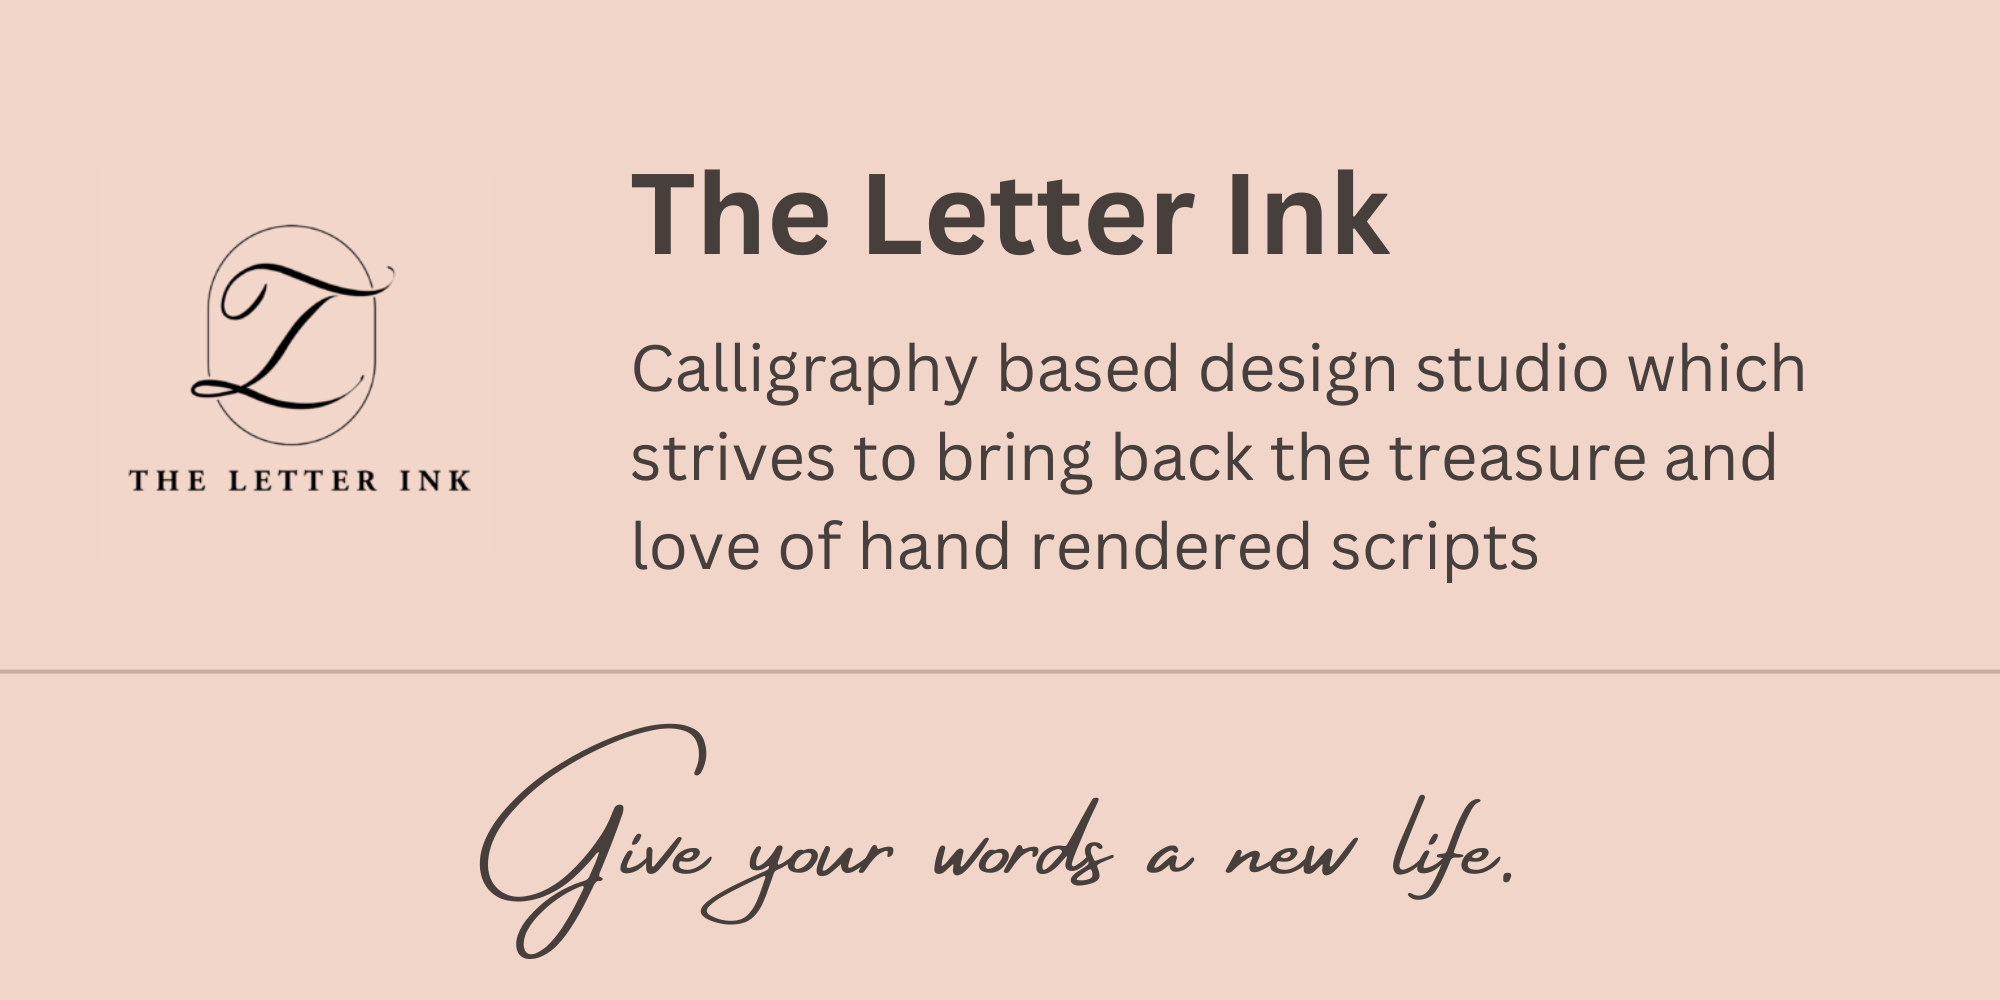 THE LETTER INK
The Letter Ink
Calligraphy based design studio which
strives to bring back the treasure and
love of hand rendered scripts
Give your words a new life.